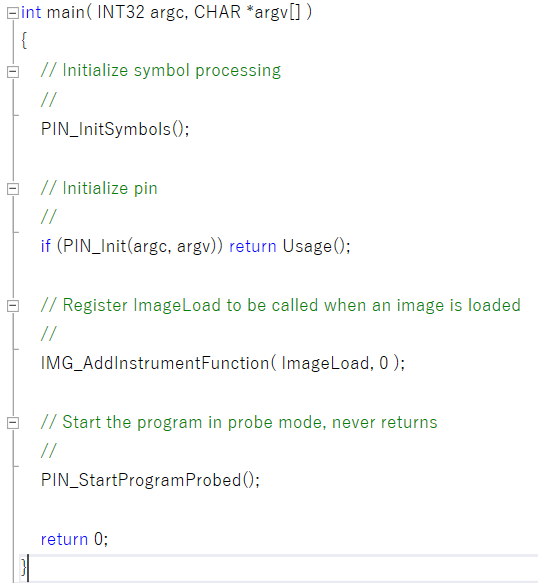 int main( INT32 argc, CHAR *argv[] )
{
// Initialize symbol processing
//
PIN_InitSymbols();
// Initialize pin
//
if (PIN_Init(argc, argv)) return Usage();
// Register ImageLoad to be called when an image is loaded
//
IMG_AddInstrumentFunction( ImageLoad, 0 );
// Start the program in probe mode, never returns
//
PIN_StartProgramProbed();
return 0;
}